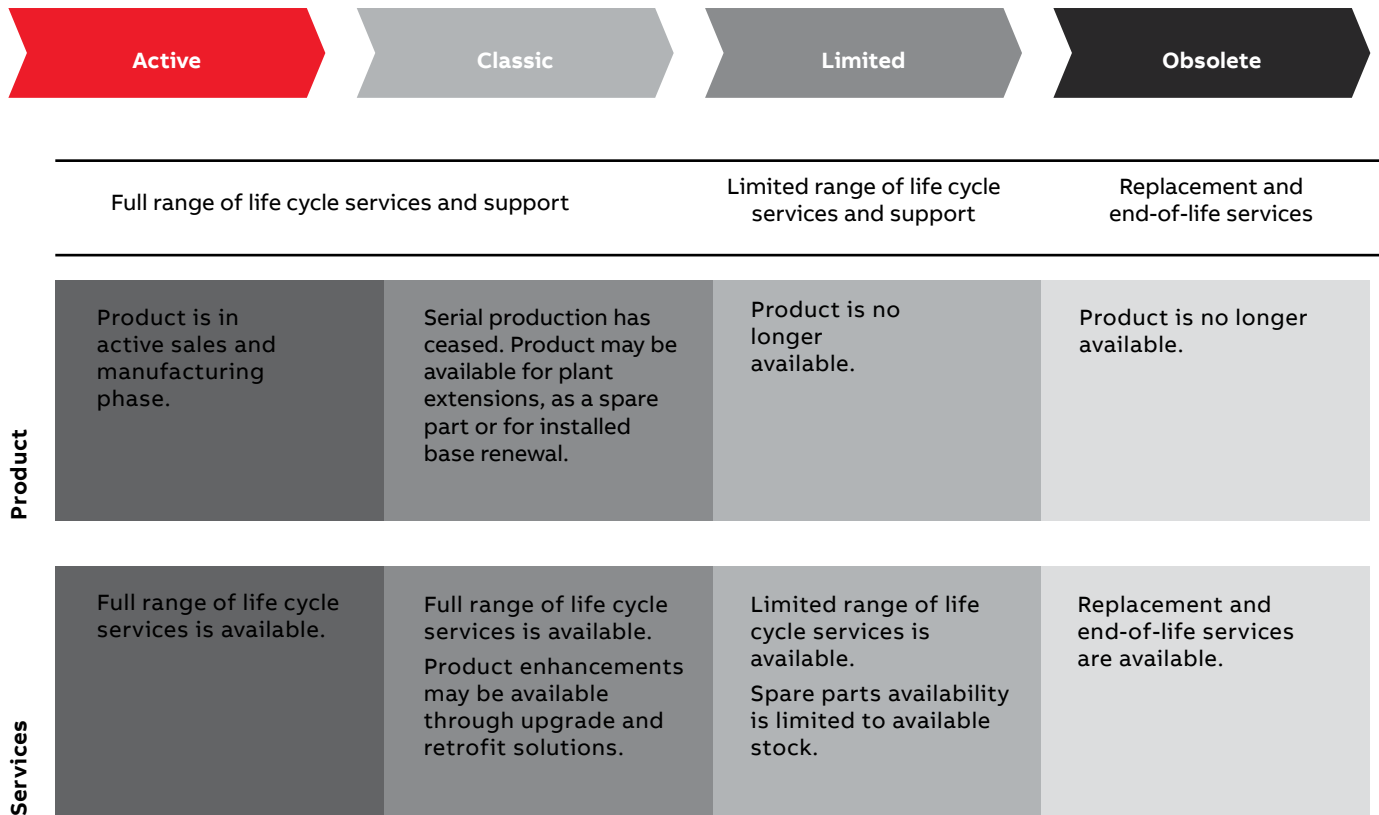 Active
Classic
Limited
Obsolete
Full range of life cycle services and support
Limited range of life cycle
services and support
Replacement and
end-of-life services
Product
Product is in
active sales and
manufacturing
phase.
Serial production has
ceased. Product may be
available for plant
extensions, as a spare
part or for installed
base renewal.
Product is no
longer
available.
Product is no longer
available.
Services
Full range of life cycle
services is available.
Full range of life cycle
services is available.
Product enhancements
may be available
through upgrade and
retrofit solutions.
Limited range of life
cycle services is
available.
Spare parts availability
is limited to available
stock.
Replacement and
end-of-life services
are available.